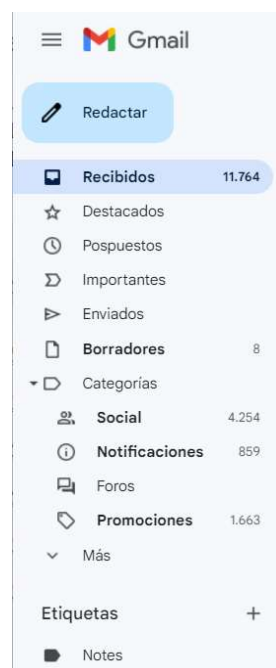 Gmail
Redactar
Recibidos 11.764
Destacados
Pospuestos
Importantes
Enviados
Borradores 8
Categorías
Social 4.254
Notificaciones 859
Foros
Promociones 1.663
Más
Etiquetas +
Notes